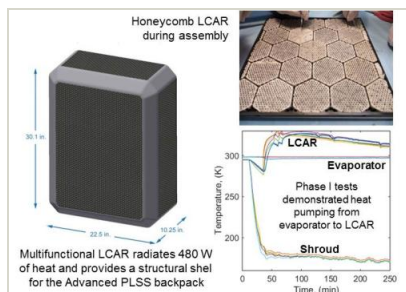 Honeycomb LCAR
during assembly
30.1 in.
22.5 in.
10.25 in.
Multifunctional LCAR radiates 480 W
of heat and provides a structural shel
for the Advanced PLSS backpack
Temperature, (K)
300
250
200
LCAR
Evaporator
Phase I tests
demonstrated heat
pumping from
evaporator to LCAR
Shroud
0
50
100
150
200
250
Time, (min)